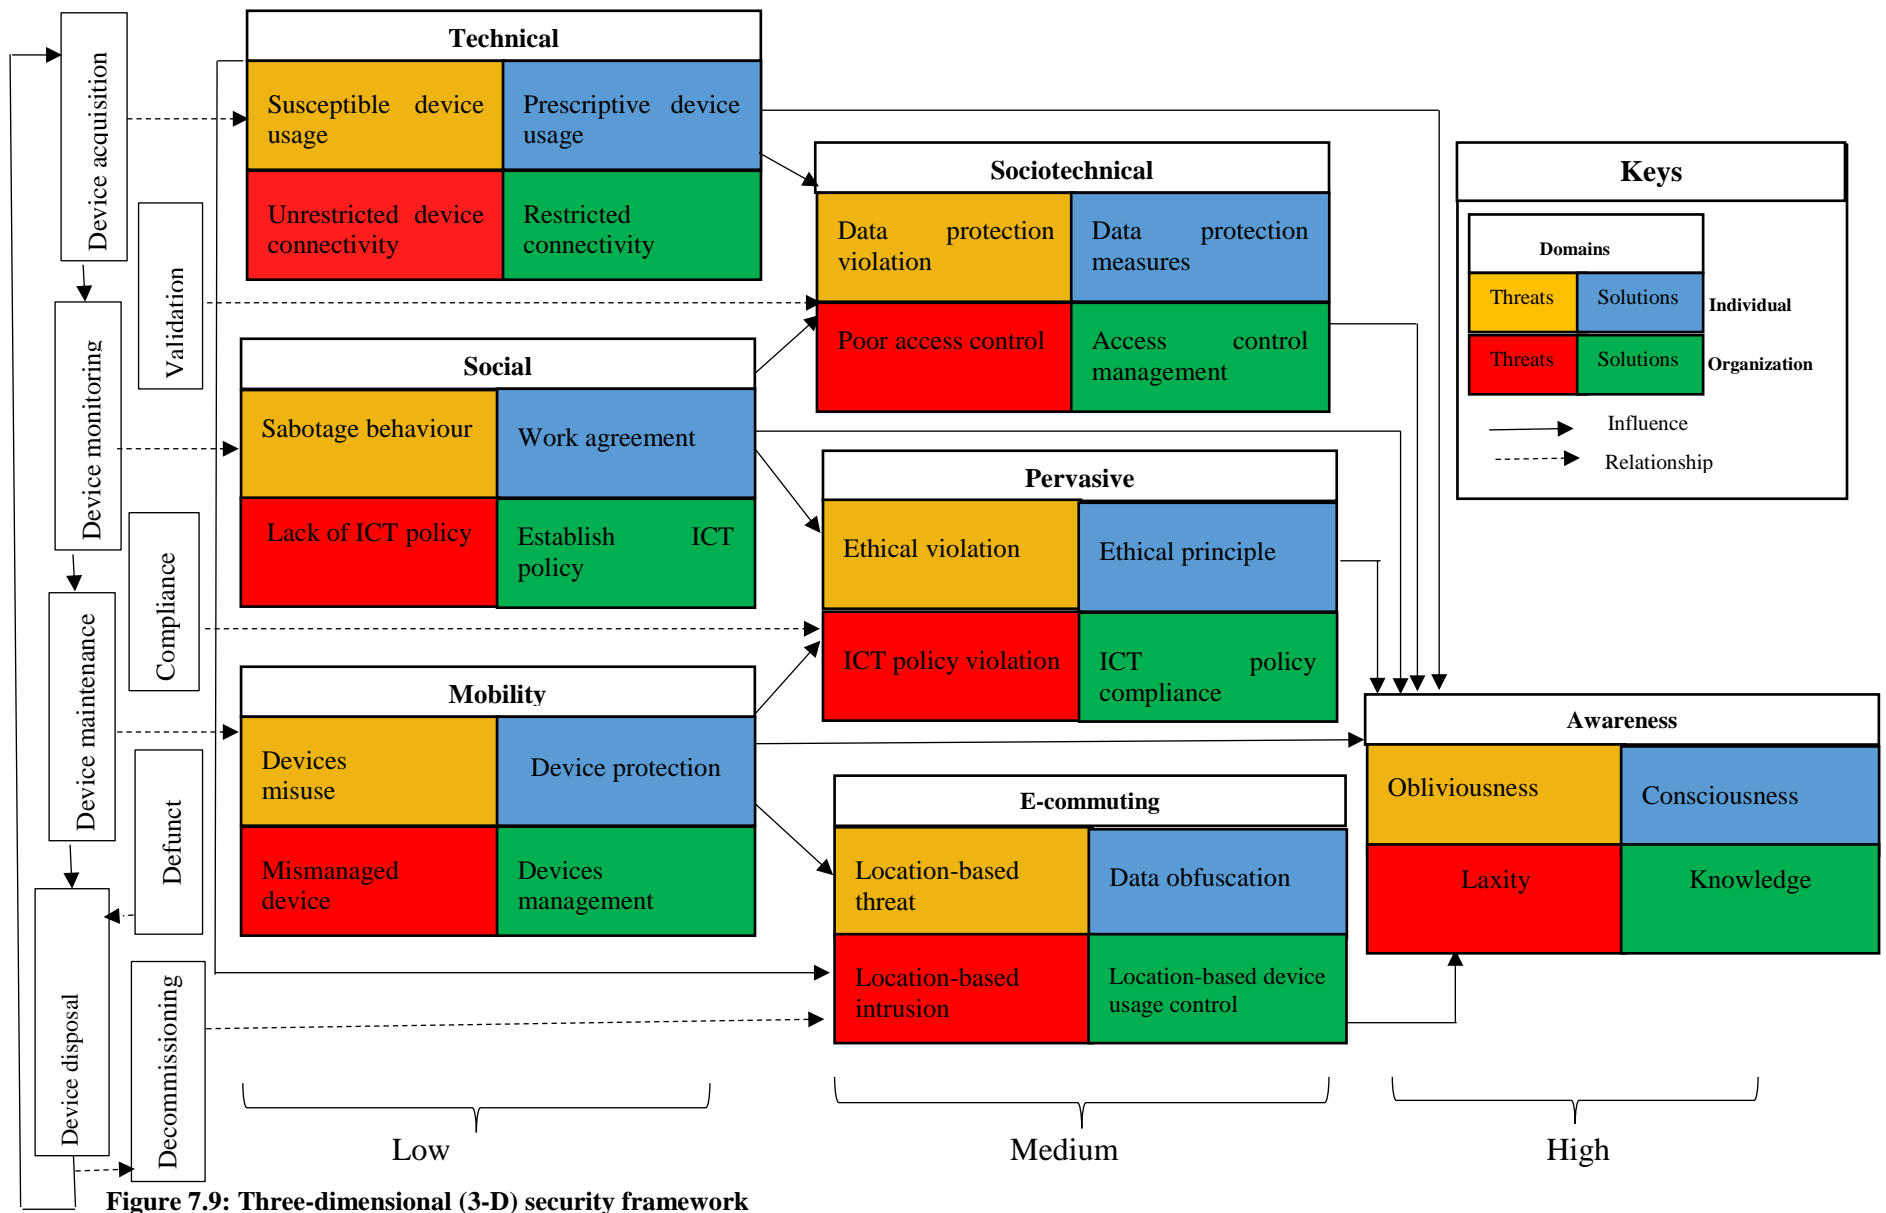 Device acquisition
Device monitoring
Device maintenance
Device disposal
Validation
Compliance
Defunct
Decommissioning
Technical
Susceptible device
usage
Prescriptive device
usage
Unrestricted device
connectivity
Restricted
connectivity
Social
Sabotage behaviour
Work agreement
Lack of ICT policy
Establish ICT
policy
Mobility
Devices
misuse
Device protection
Mismanaged
device
Devices
management
Sociotechnical
Data protection
violation
Data protection
measures
Poor access control
Access control
management
Pervasive
Ethical violation
Ethical principle
ICT policy violation
ICT policy
compliance
E-commuting
Location-based
threat
Data obfuscation
Location-based
intrusion
Location-based device
usage control
Awareness
Obliviousness
Consciousness
Laxity
Knowledge
Keys
Domains
Threats
Solutions
Individual
Threats
Solutions
Organization
Influence
Relationship
Low
Medium
High
Figure 7.9: Three-dimensional (3-D) security framework